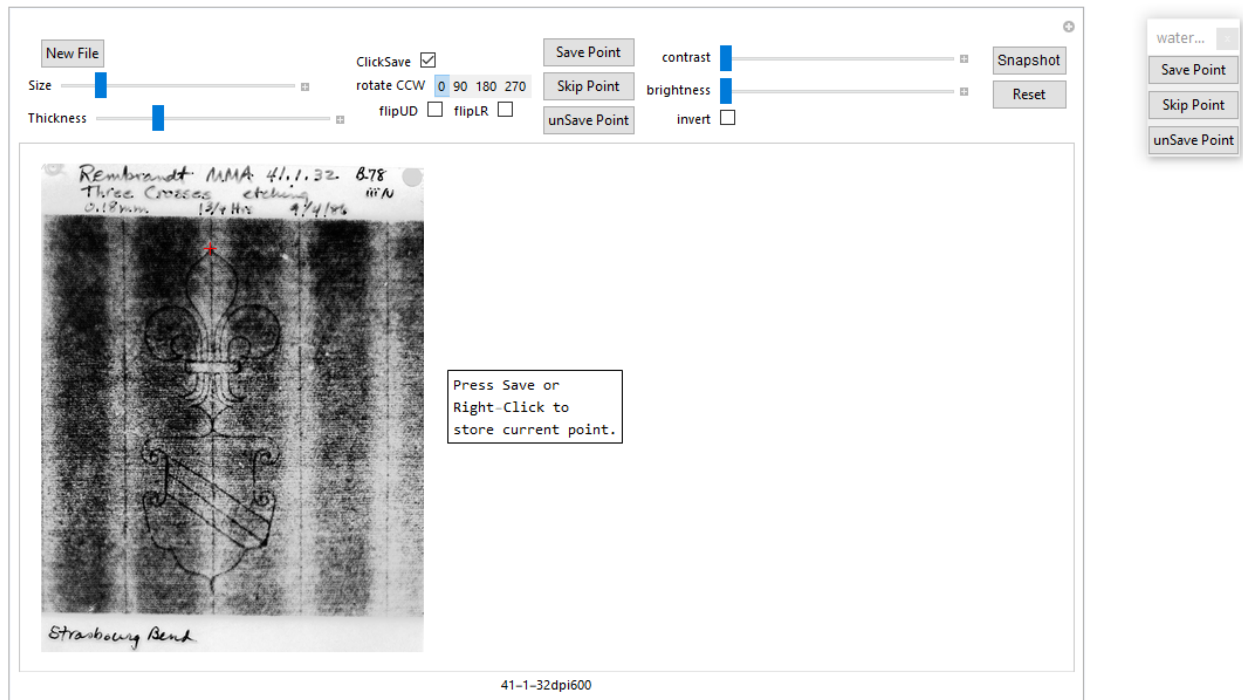 New File
Size
Thickness
ClickSave
rotate CCW 0 90 180 270
flipUD flipLR
Save Point
Skip Point
unSave Point
contrast
brightness
invert
Snapshot
Reset
water...
Save Point
Skip Point
unSave Point
Rembrandt MMA 41.1.32 B.78
Three Crosses etching iii/V
0.18mm 1 3/4 Hrs 9/4/86
Press Save or
Right-Click to
store current point.
Strasbourg Bend
41-1-32dpi600